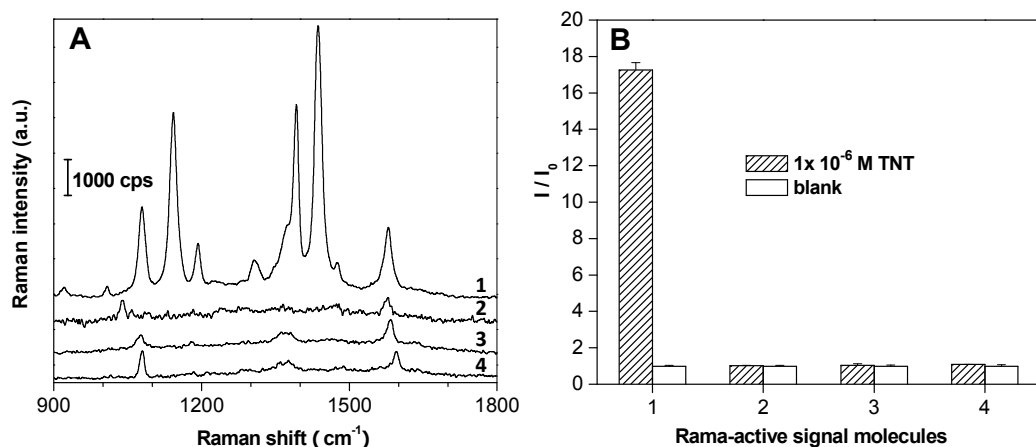 A
Raman intensity (a.u.)
1000 cps
1
2
3
4
900
1200
1500
1800
Raman shift ( cm⁻¹)
B
I / I₀
20
18
16
14
12
10
8
6
4
2
0
1x 10⁻⁶ M TNT
blank
1
2
3
4
Rama-active signal molecules